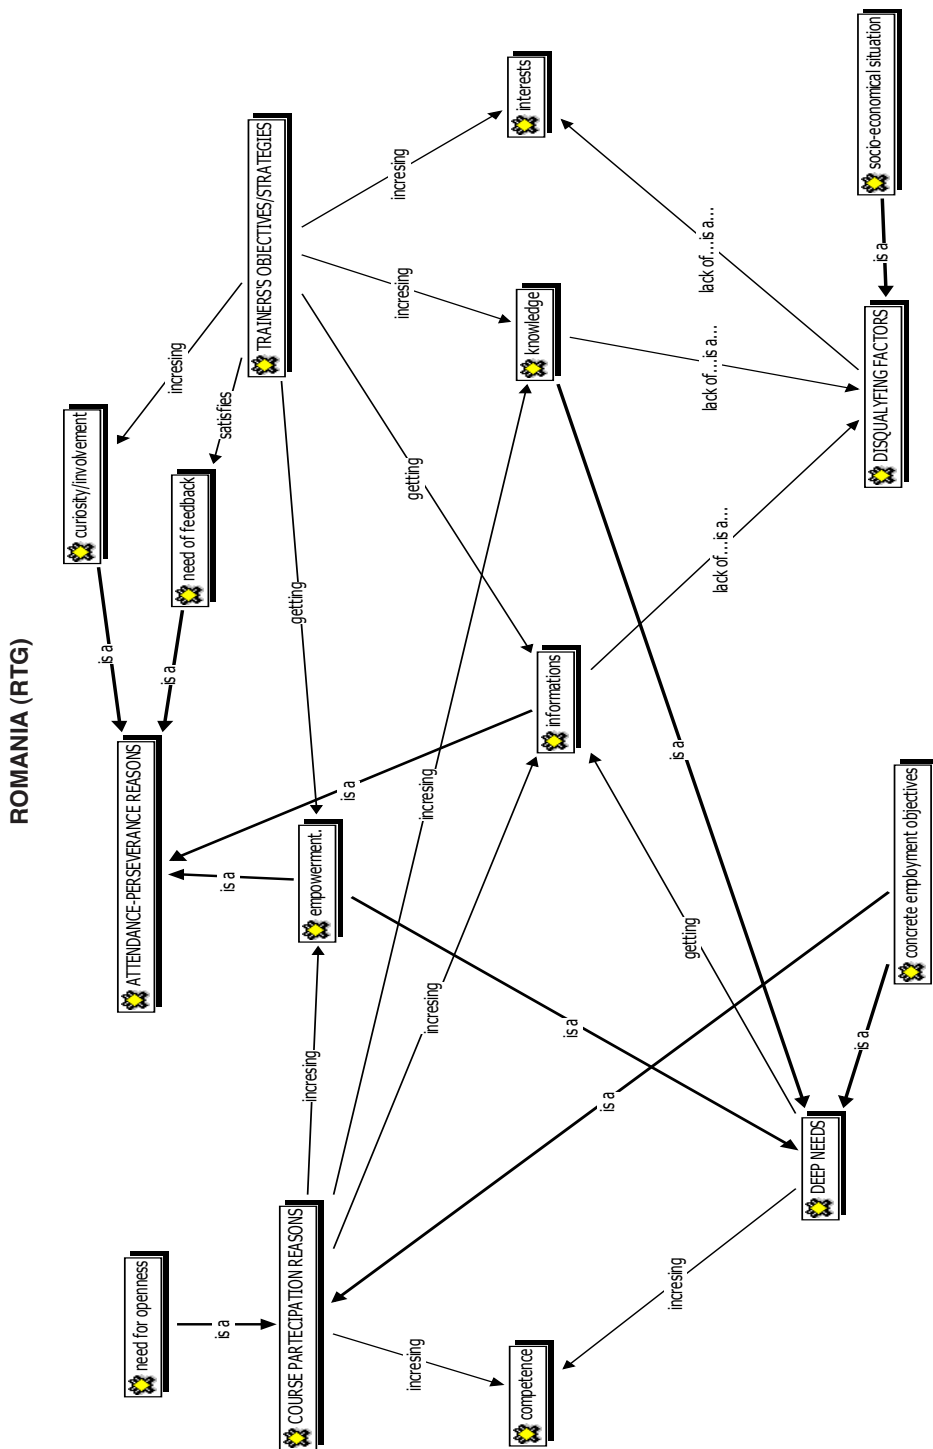 ROMANIA (RTG)
need for openness
is a
COURSE PARTECIPATION REASONS
incresing
competence
incresing
incresing
incresing
incresing
ATTENDANCE-PERSEVERANCE REASONS
is a
is a
is a
is a
empowerment.
curiosity/involvement
need of feedback
incresing
satisfies
getting
TRAINERS'S OBJECTIVES/STRATEGIES
incresing
incresing
getting
interests
knowledge
informations
is a
is a
getting
DEEP NEEDS
is a
is a
concrete employment objectives
lack of...is a...
lack of...is a...
lack of...is a...
DISQUALYFING FACTORS
is a
socio-economical situation